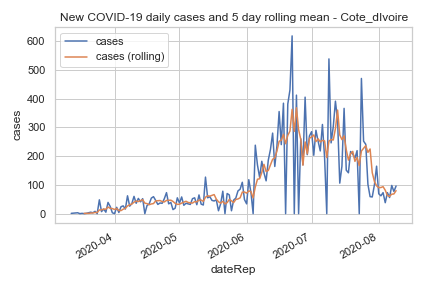 New COVID-19 daily cases and 5 day rolling mean - Cote_dIvoire
cases
cases (rolling)
600
500
400
300
200
100
0
cases
2020-04
2020-05
2020-06
2020-07
2020-08
dateRep